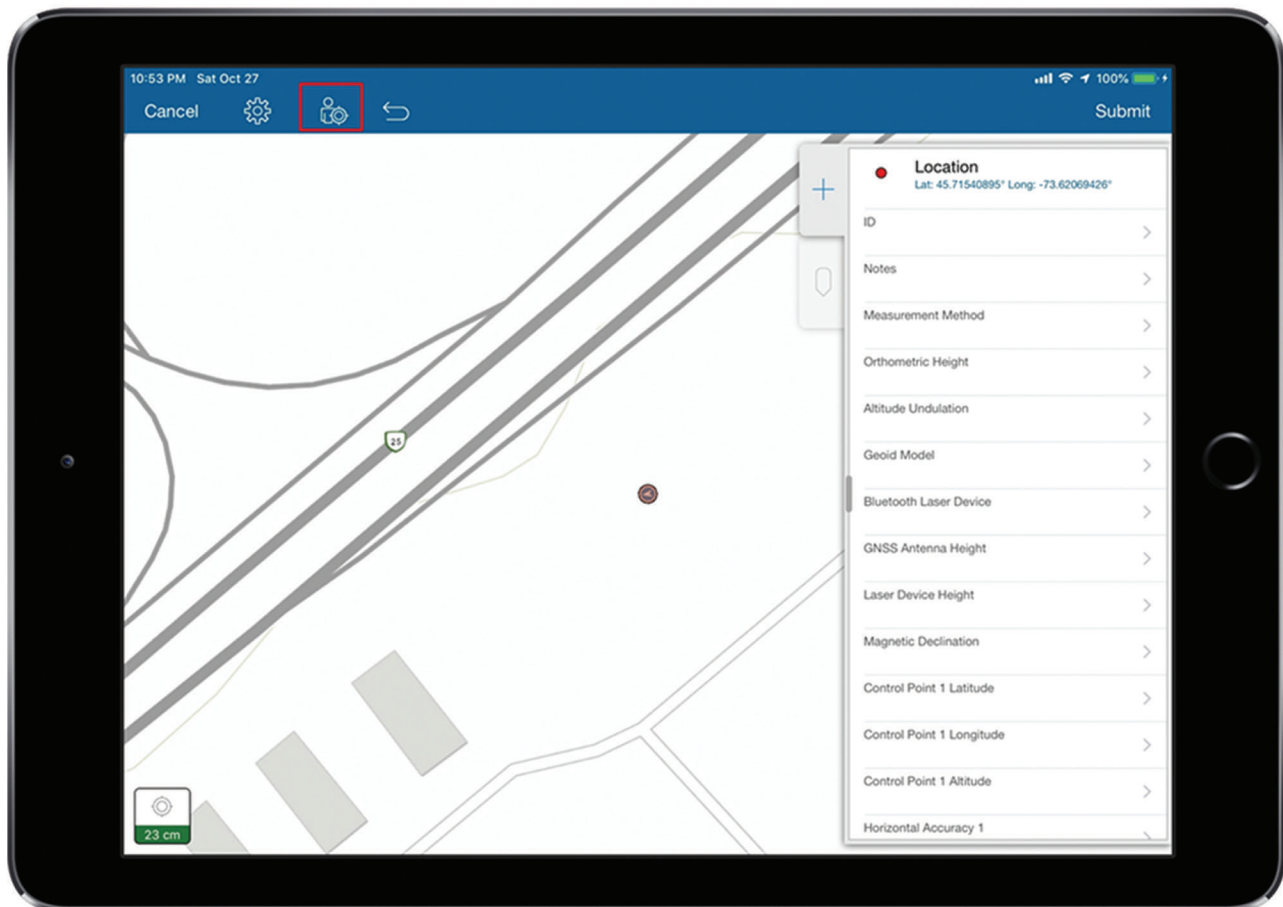 10:53 PM Sat Oct 27
100%
Cancel
Submit
Location
Lat: 45.71540895° Long: -73.62069426°
ID
Notes
Measurement Method
Orthometric Height
Altitude Undulation
25
Geoid Model
Bluetooth Laser Device
GNSS Antenna Height
Laser Device Height
Magnetic Declination
Control Point 1 Latitude
Control Point 1 Longitude
Control Point 1 Altitude
Horizontal Accuracy 1
23 cm